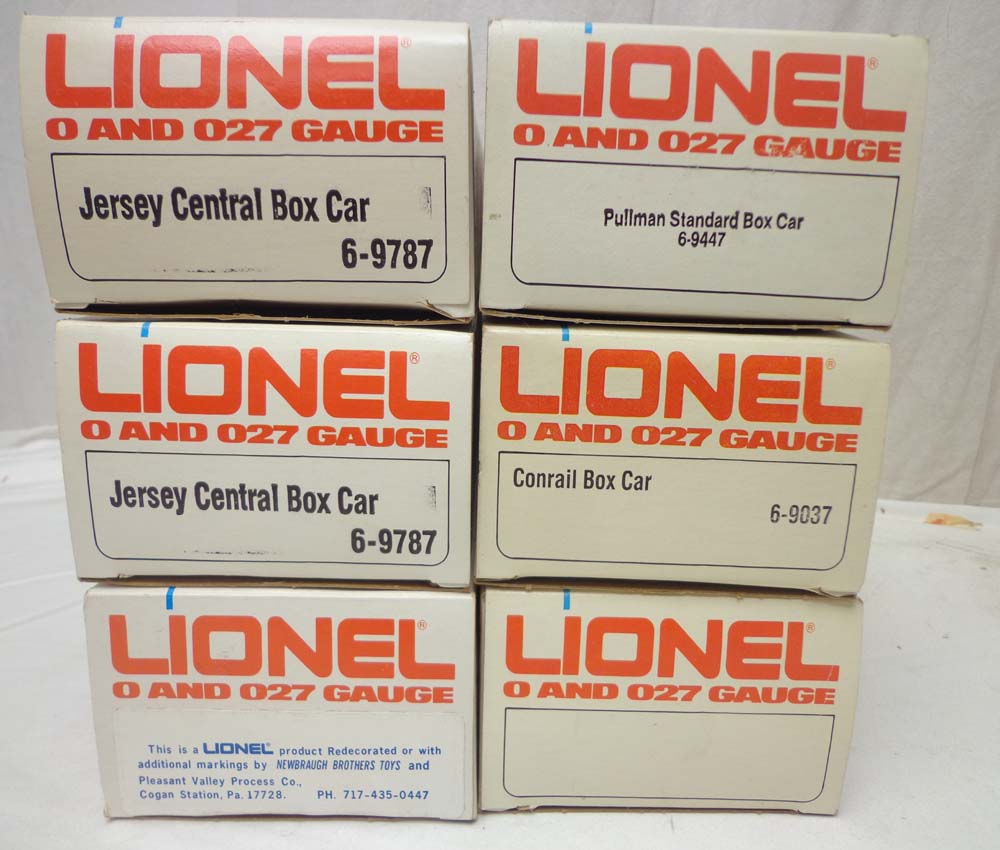 LIONEL®
O AND O27 GAUGE
Jersey Central Box Car
6-9787
LIONEL®
O AND O27 GAUGE
Pullman Standard Box Car
6-9447
LIONEL®
O AND O27 GAUGE
Jersey Central Box Car
6-9787
LIONEL®
O AND O27 GAUGE
Conrail Box Car
6-9037
LIONEL®
O AND O27 GAUGE
This is a LIONEL product Redecorated or with
additional markings by NEWBRAUGH BROTHERS TOYS and
Pleasant Valley Process Co.,
Cogan Station, Pa. 17728. PH. 717-435-0447
LIONEL®
O AND O27 GAUGE